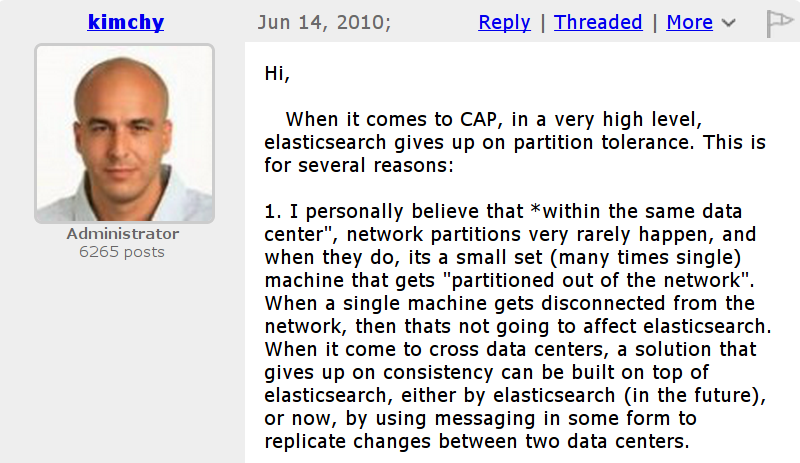 kimchy
Jun 14, 2010;
Reply | Threaded | More
Administrator
6265 posts
Hi,
When it comes to CAP, in a very high level,
elasticsearch gives up on partition tolerance. This is
for several reasons:
1. I personally believe that *within the same data
center", network partitions very rarely happen, and
when they do, its a small set (many times single)
machine that gets "partitioned out of the network".
When a single machine gets disconnected from the
network, then thats not going to affect elasticsearch.
When it come to cross data centers, a solution that
gives up on consistency can be built on top of
elasticsearch, either by elasticsearch (in the future),
or now, by using messaging in some form to
replicate changes between two data centers.